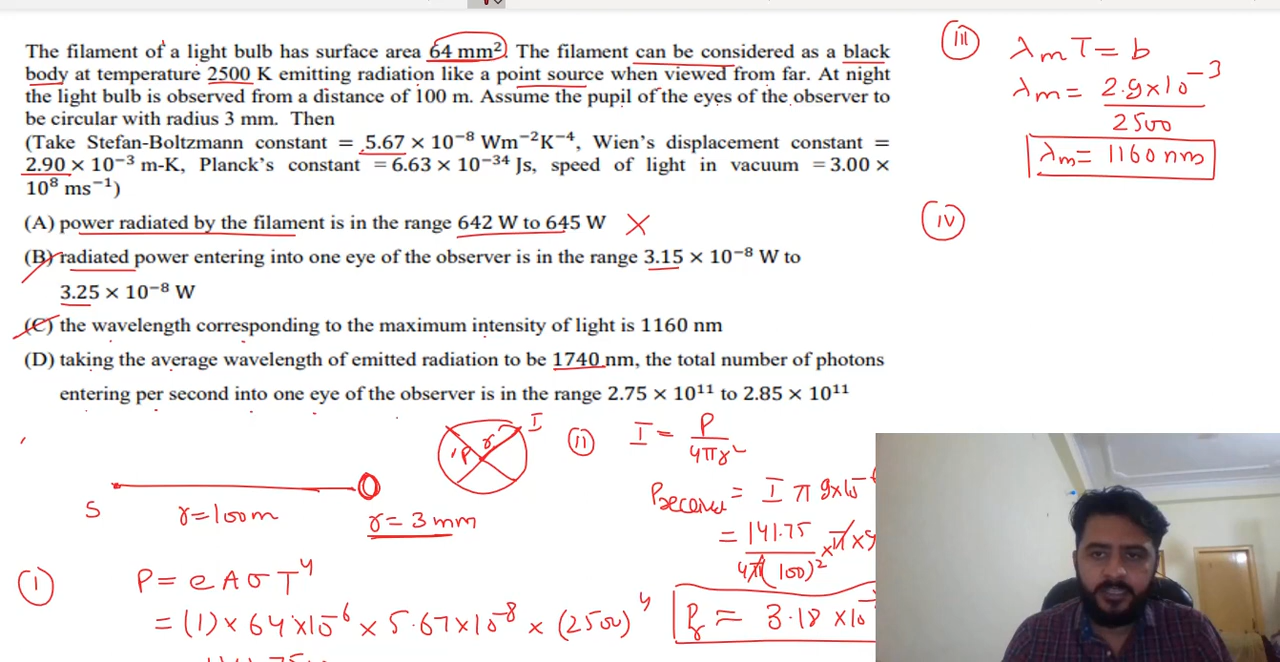 The filament of a light bulb has surface area 64 mm². The filament can be considered as a black
body at temperature 2500 K emitting radiation like a point source when viewed from far. At night
the light bulb is observed from a distance of 100 m. Assume the pupil of the eyes of the observer to
be circular with radius 3 mm. Then
(Take Stefan-Boltzmann constant = 5.67 × 10⁻⁸ Wm⁻²K⁻⁴, Wien's displacement constant =
2.90 × 10⁻³ m-K, Planck's constant = 6.63 × 10⁻³⁴ Js, speed of light in vacuum = 3.00 ×
10⁸ ms⁻¹)
(A) power radiated by the filament is in the range 642 W to 645 W X
(B) radiated power entering into one eye of the observer is in the range 3.15 × 10⁻⁸ W to
3.25 × 10⁻⁸ W
(C) the wavelength corresponding to the maximum intensity of light is 1160 nm
(D) taking the average wavelength of emitted radiation to be 1740 nm, the total number of photons
entering per second into one eye of the observer is in the range 2.75 × 10¹¹ to 2.85 × 10¹¹
S
r=100m
r= 3 mm
P r I
(i) P= eAσT⁴
= (1)× 64×10⁻⁶ × 5.67×10⁻⁸ × (2500)⁴
(ii) I= P/4πr²
= I π 9×10
= 141.75/4π(100)² × π × 9
= 3.18 ×10
(iii) λm T= b
λm= 2.9×10⁻³/2500
λm= 1160 nm
(iv)